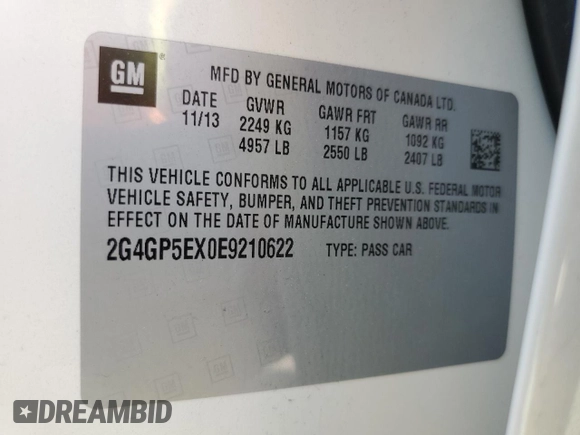 GM
MFD BY GENERAL MOTORS OF CANADA LTD.
DATE GVWR GAWR FRT GAWR RR
11/13 2249 KG 1157 KG 1092 KG
4957 LB 2550 LB 2407 LB
THIS VEHICLE CONFORMS TO ALL APPLICABLE U.S. FEDERAL MOTOR
VEHICLE SAFETY, BUMPER, AND THEFT PREVENTION STANDARDS IN
EFFECT ON THE DATE OF MANUFACTURE SHOWN ABOVE.
2G4GP5EX0E9210622 TYPE: PASS CAR
DREAMBID